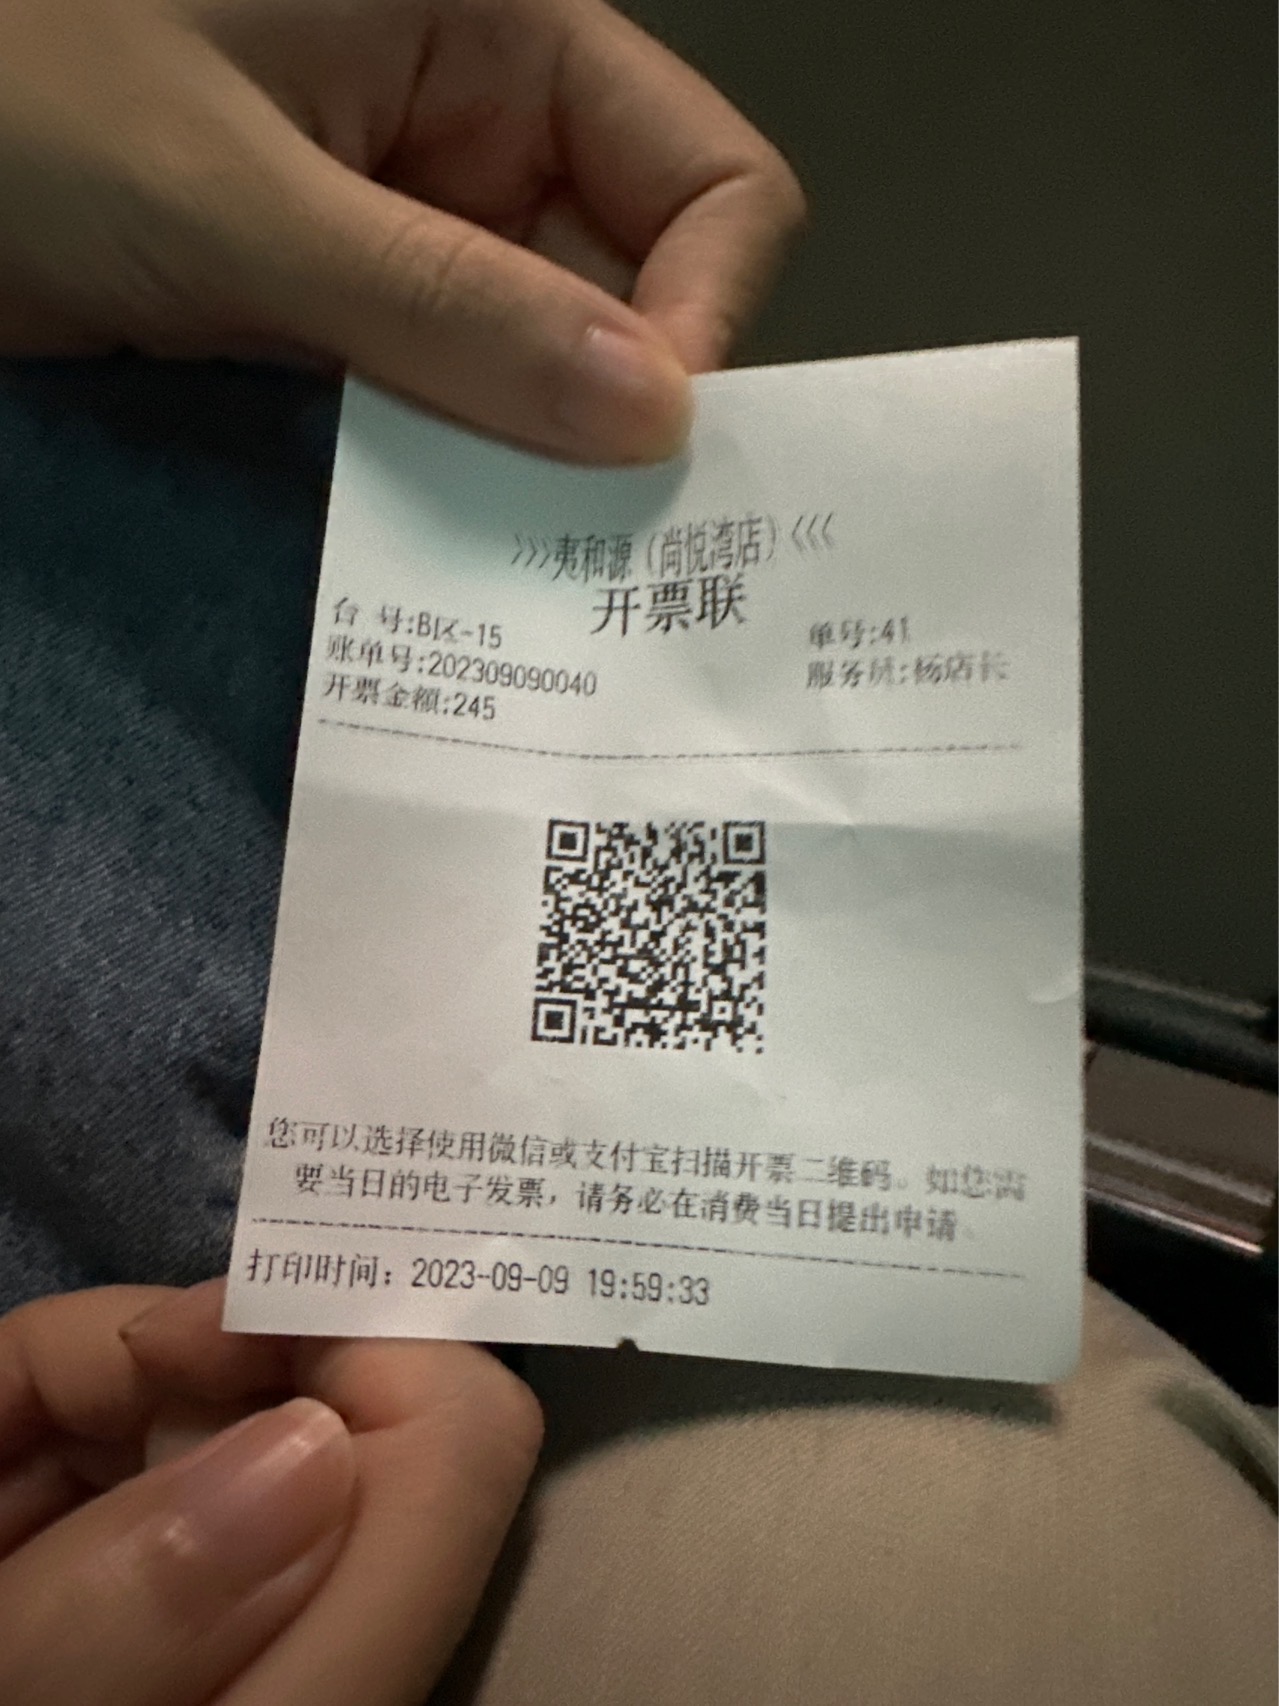 >>>夷和源（尚悦湾店）<<<
开票联
台 号:B区-15 单号:41
账单号:202309090040 服务员:杨店长
开票金额:245
您可以选择使用微信或支付宝扫描开票二维码。如您需
要当日的电子发票，请务必在消费当日提出申请。
打印时间：2023-09-09 19:59:33